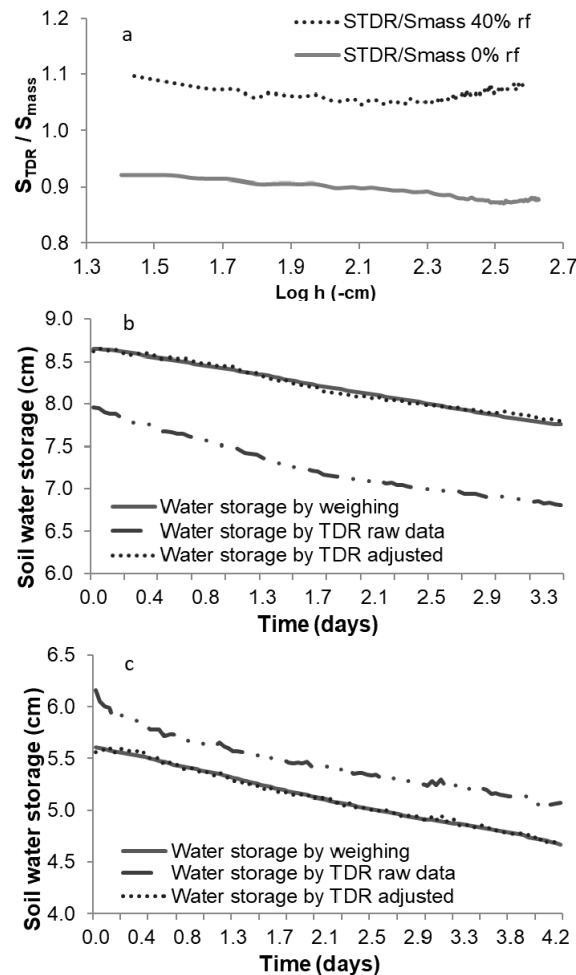 a
STDR/Smass 40% rf
STDR/Smass 0% rf
S_TDR / S_mass
1.2
1.1
1.0
0.9
0.8
1.3 1.5 1.7 1.9 2.1 2.3 2.5 2.7
Log h (-cm)
b
Soil water storage (cm)
9.0
8.5
8.0
7.5
7.0
6.5
6.0
Water storage by weighing
Water storage by TDR raw data
Water storage by TDR adjusted
0.0 0.4 0.8 1.3 1.7 2.1 2.5 2.9 3.3
Time (days)
c
Soil water storage (cm)
6.5
6.0
5.5
5.0
4.5
4.0
Water storage by weighing
Water storage by TDR raw data
Water storage by TDR adjusted
0.0 0.4 0.8 1.3 1.7 2.1 2.5 2.9 3.3 3.8 4.2
Time (days)